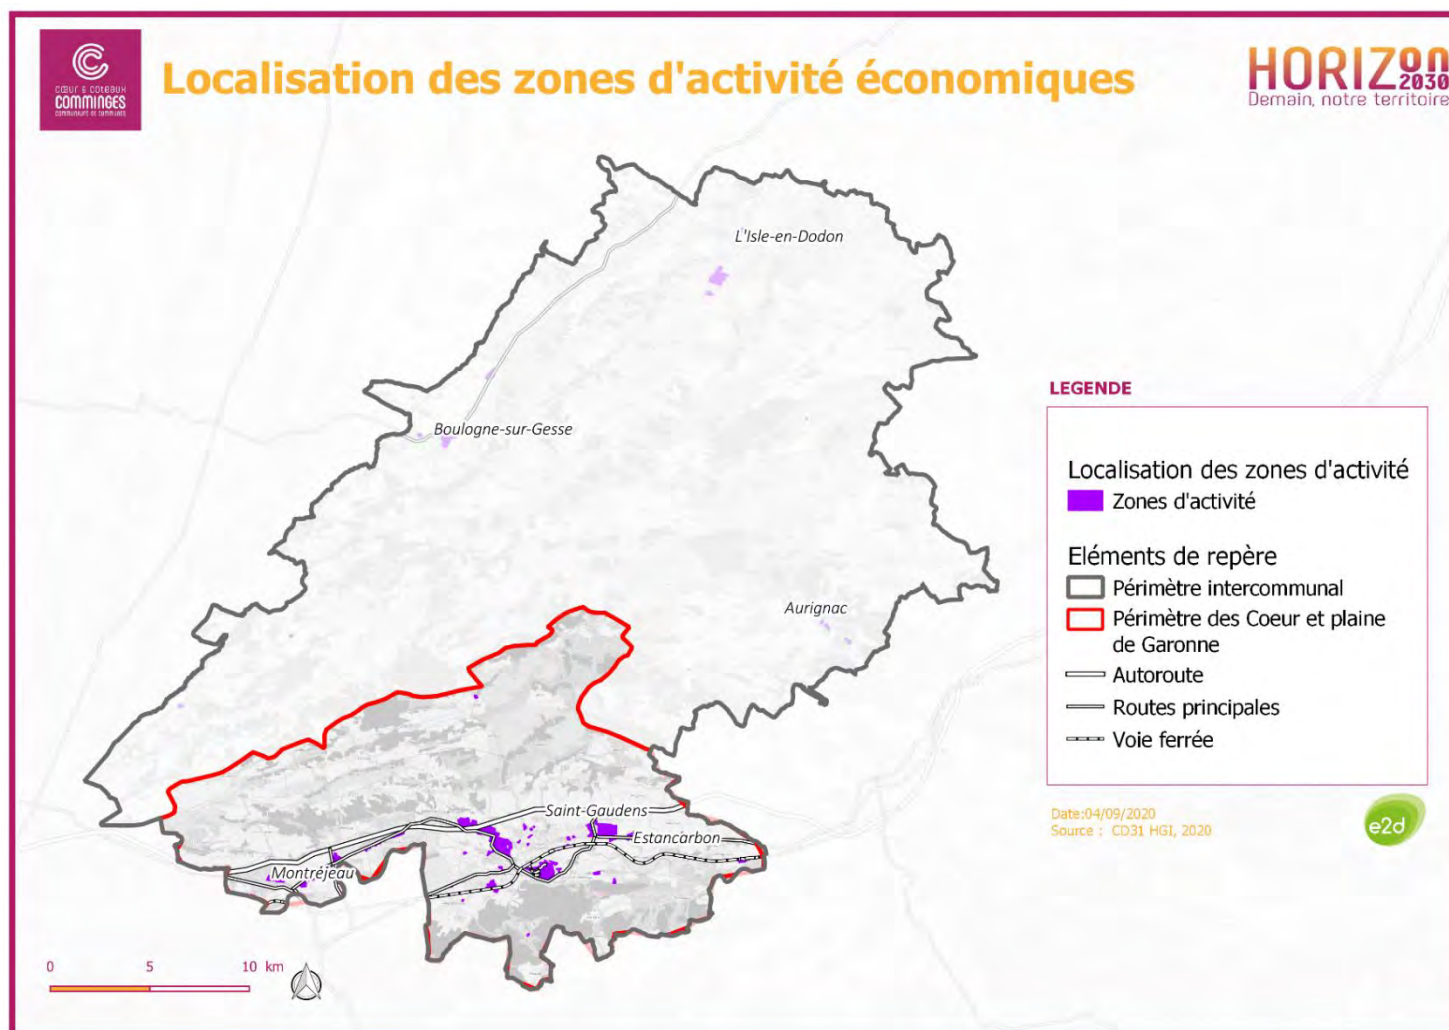 CŒUR & COTEAUX
COMMINGES
COMMUNAUTÉ DE COMMUNES
Localisation des zones d'activité économiques
HORIZON
2030
Demain, notre territoire
L'Isle-en-Dodon
Boulogne-sur-Gesse
Aurignac
Saint-Gaudens
Estancarbon
Montréjeau
LEGENDE
Localisation des zones d'activité
Zones d'activité
Eléments de repère
Périmètre intercommunal
Périmètre des Coeur et plaine
de Garonne
Autoroute
Routes principales
Voie ferrée
Date:04/09/2020
Source : CD31 HGI, 2020
e2d
0 5 10 km